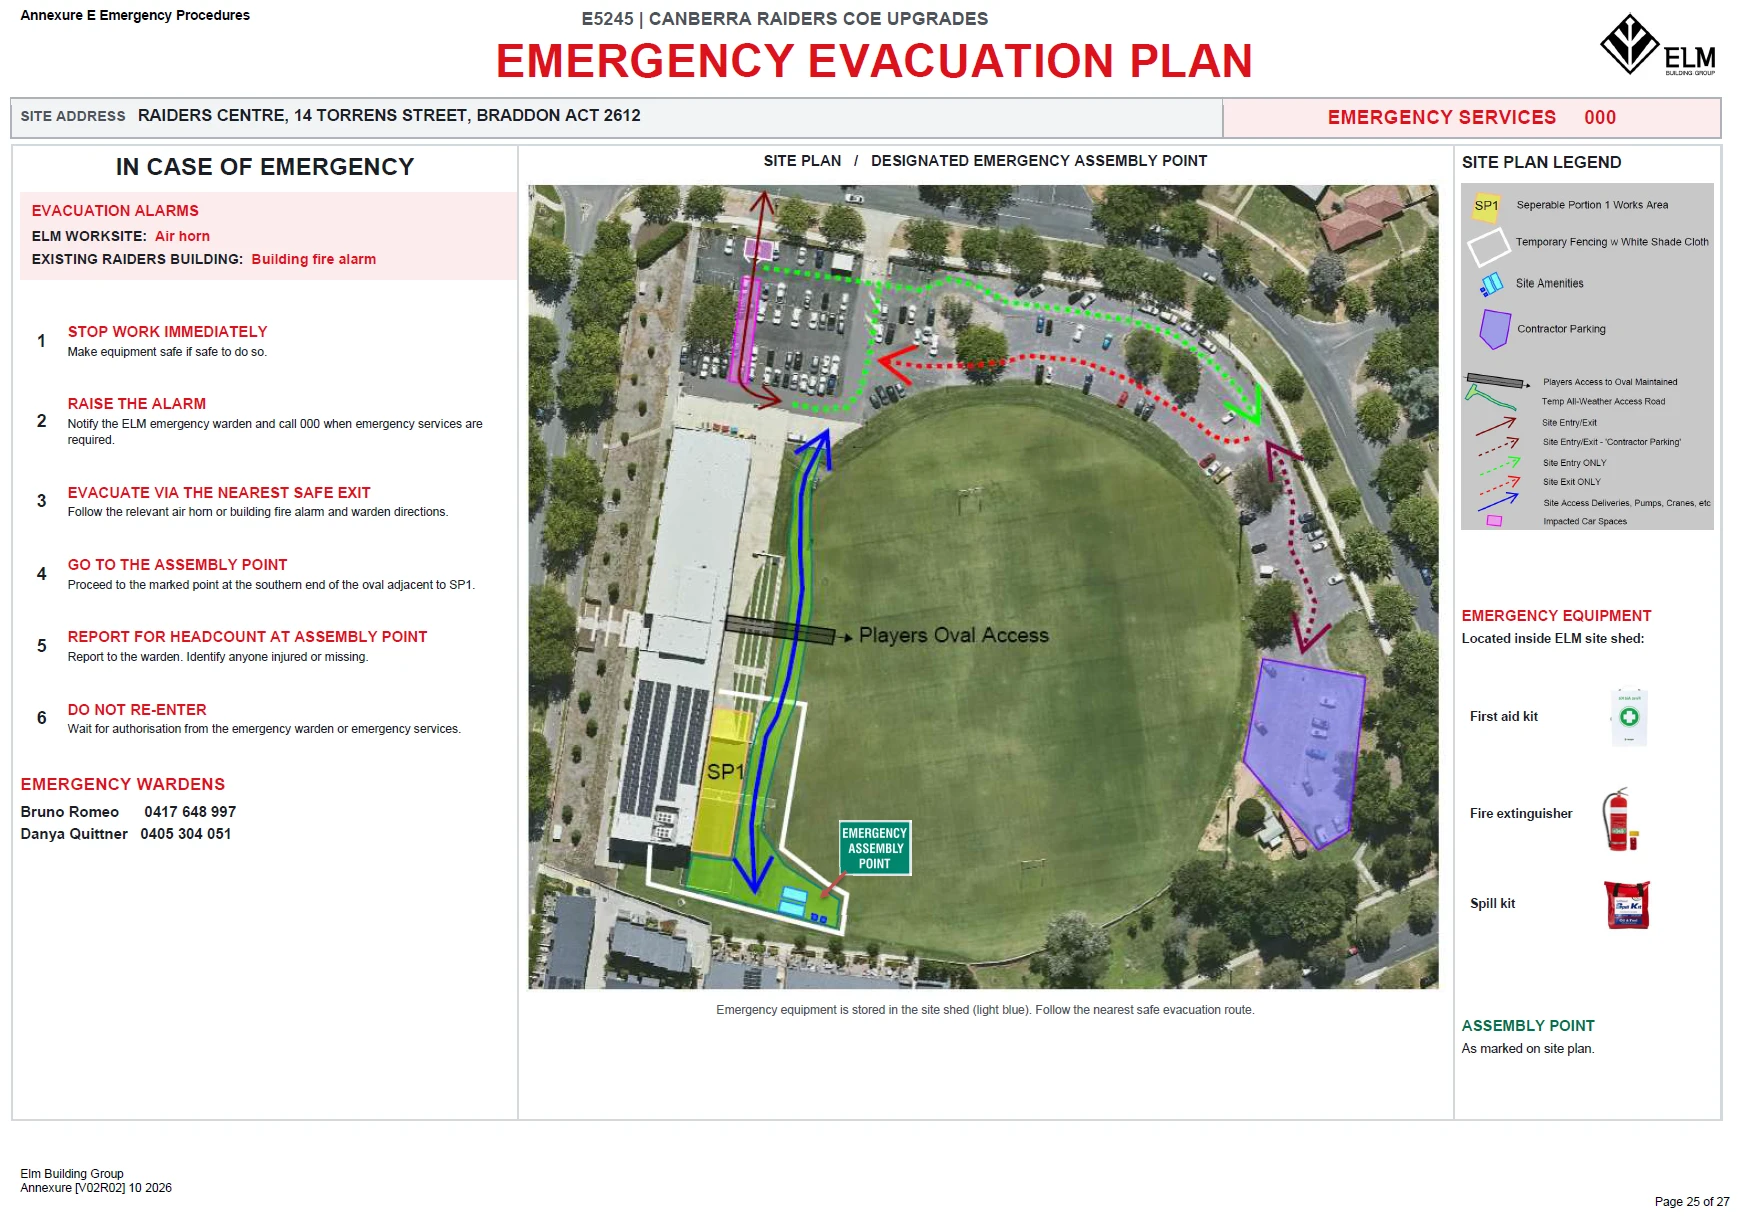 Annexure E Emergency Procedures
E5245 | CANBERRA RAIDERS COE UPGRADES
EMERGENCY EVACUATION PLAN
ELM
BUILDING GROUP
SITE ADDRESS RAIDERS CENTRE, 14 TORRENS STREET, BRADDON ACT 2612
EMERGENCY SERVICES 000
IN CASE OF EMERGENCY
EVACUATION ALARMS
ELM WORKSITE: Air horn
EXISTING RAIDERS BUILDING: Building fire alarm
1 STOP WORK IMMEDIATELY
Make equipment safe if safe to do so.
2 RAISE THE ALARM
Notify the ELM emergency warden and call 000 when emergency services are
required.
3 EVACUATE VIA THE NEAREST SAFE EXIT
Follow the relevant air horn or building fire alarm and warden directions.
4 GO TO THE ASSEMBLY POINT
Proceed to the marked point at the southern end of the oval adjacent to SP1.
5 REPORT FOR HEADCOUNT AT ASSEMBLY POINT
Report to the warden. Identify anyone injured or missing.
6 DO NOT RE-ENTER
Wait for authorisation from the emergency warden or emergency services.
EMERGENCY WARDENS
Bruno Romeo 0417 648 997
Danya Quittner 0405 304 051
SITE PLAN / DESIGNATED EMERGENCY ASSEMBLY POINT
Players Oval Access
SP1
EMERGENCY
ASSEMBLY
POINT
Emergency equipment is stored in the site shed (light blue). Follow the nearest safe evacuation route.
SITE PLAN LEGEND
SP1 Seperable Portion 1 Works Area
Temporary Fencing w White Shade Cloth
Site Amenities
Contractor Parking
Players Access to Oval Maintained
Temp All-Weather Access Road
Site Entry/Exit
Site Entry/Exit - 'Contractor Parking'
Site Entry ONLY
Site Exit ONLY
Site Access Deliveries, Pumps, Cranes, etc
Impacted Car Spaces
EMERGENCY EQUIPMENT
Located inside ELM site shed:
First aid kit
Fire extinguisher
Spill kit
Spill Kit
ASSEMBLY POINT
As marked on site plan.
Elm Building Group
Annexure [V02R02] 10 2026
Page 25 of 27